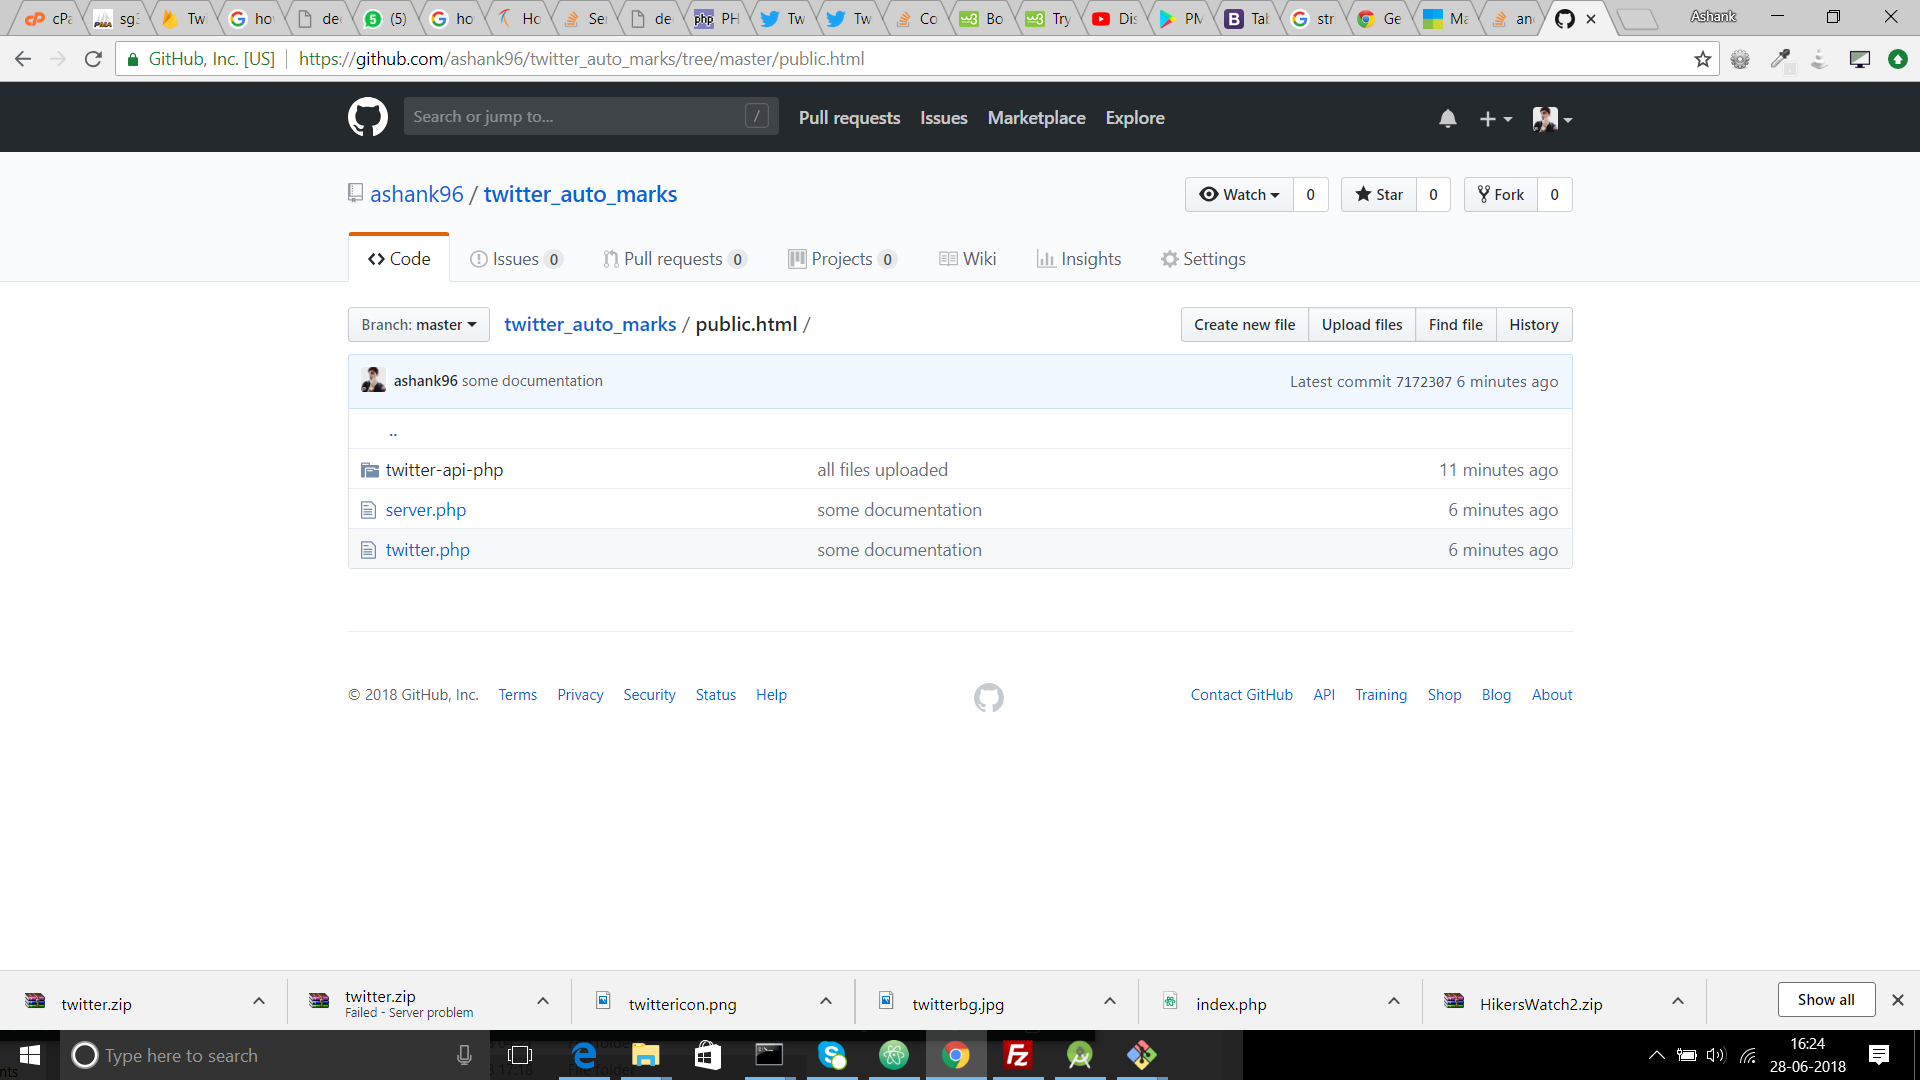 cPa
sg3
Tw
hov
dec
(5)
ho
Ho
Se
dec
PH
Tw
Tw
Co
Bo
Try
Dis
PM
Tab
str
Ge
Ma
an
Ashank
GitHub, Inc. [US] https://github.com/ashank96/twitter_auto_marks/tree/master/public.html
Search or jump to... /
Pull requests Issues Marketplace Explore
ashank96 / twitter_auto_marks
Watch 0 Star 0 Fork 0
Code Issues 0 Pull requests 0 Projects 0 Wiki Insights Settings
Branch: master twitter_auto_marks / public.html /
Create new file Upload files Find file History
ashank96 some documentation Latest commit 7172307 6 minutes ago
..
twitter-api-php all files uploaded 11 minutes ago
server.php some documentation 6 minutes ago
twitter.php some documentation 6 minutes ago
© 2018 GitHub, Inc. Terms Privacy Security Status Help
Contact GitHub API Training Shop Blog About
twitter.zip
twitter.zip
Failed - Server problem
twittericon.png
twitterbg.jpg
index.php
HikersWatch2.zip
Show all
Type here to search
16:24
28-06-2018